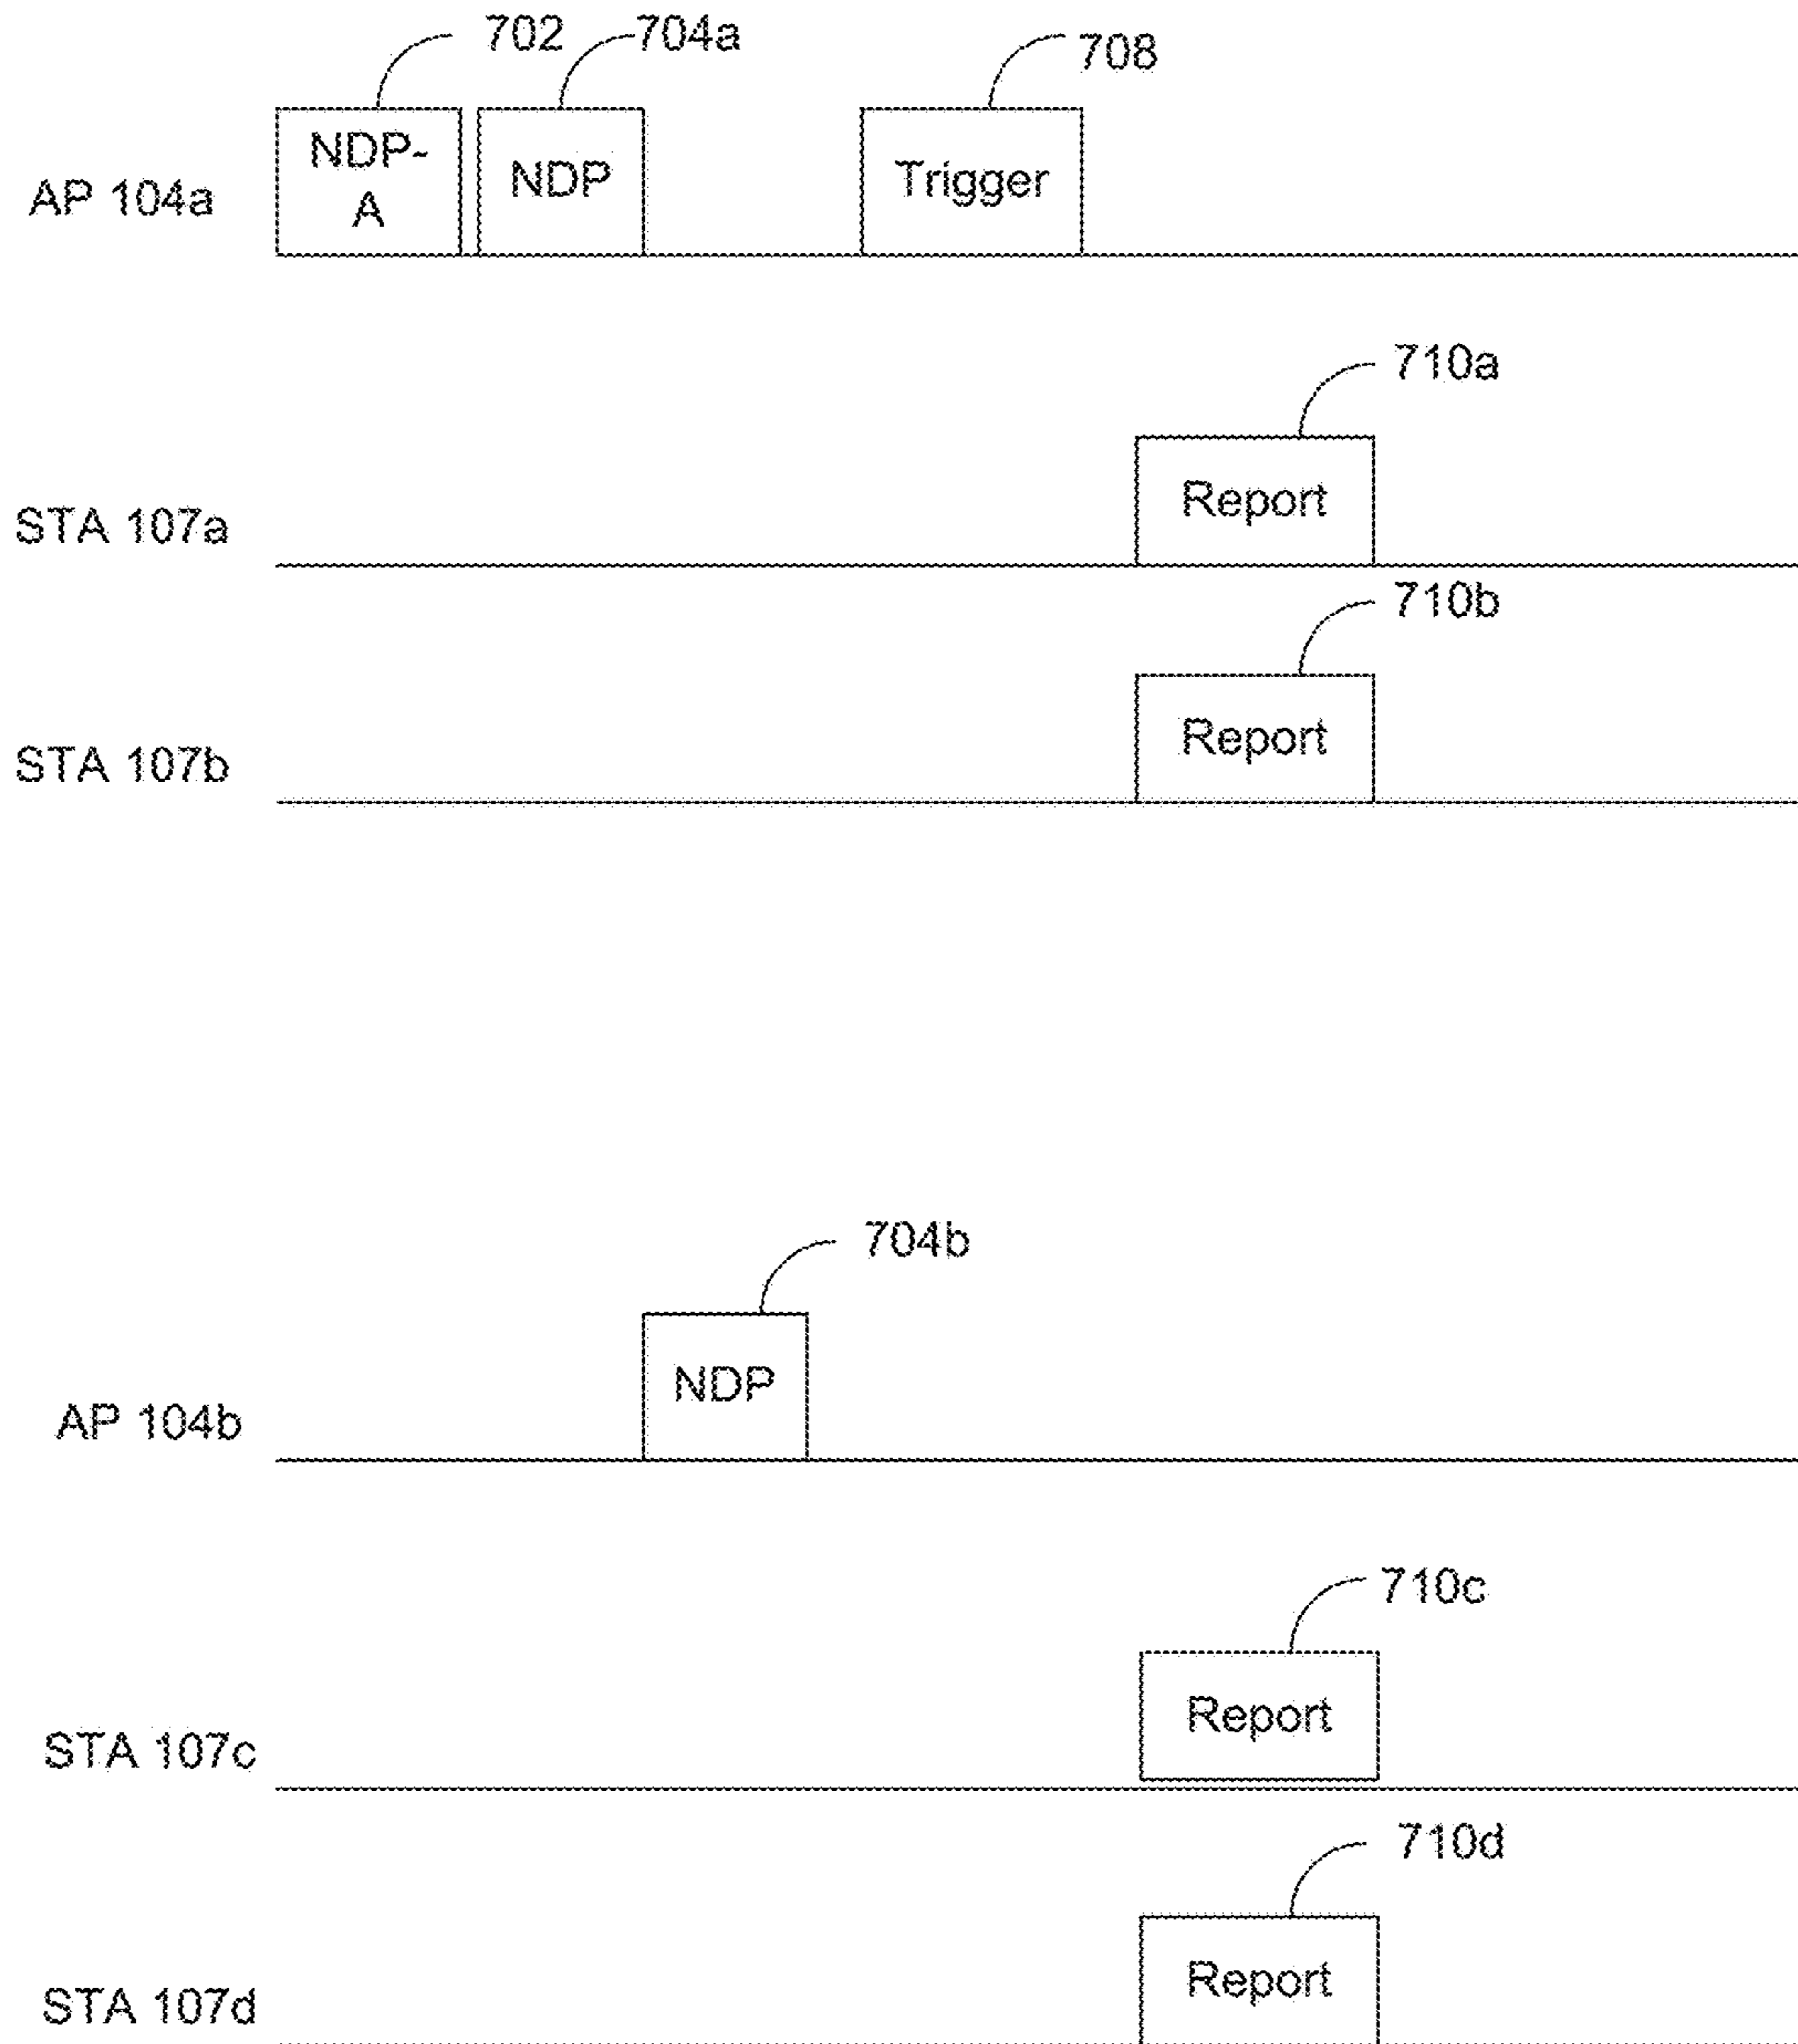 702
704a
708
NDP-
A
NDP
Trigger
AP 104a
710a
Report
STA 107a
710b
Report
STA 107b
704b
NDP
AP 104b
710c
Report
STA 107c
710d
Report
STA 107d